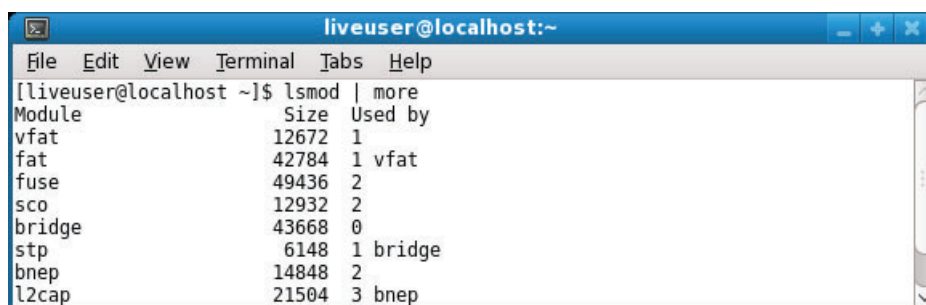 liveuser@localhost:~
File Edit View Terminal Tabs Help
[liveuser@localhost ~]$ lsmod | more
Module Size Used by
vfat 12672 1
fat 42784 1 vfat
fuse 49436 2
sco 12932 2
bridge 43668 0
stp 6148 1 bridge
bnep 14848 2
l2cap 21504 3 bnep